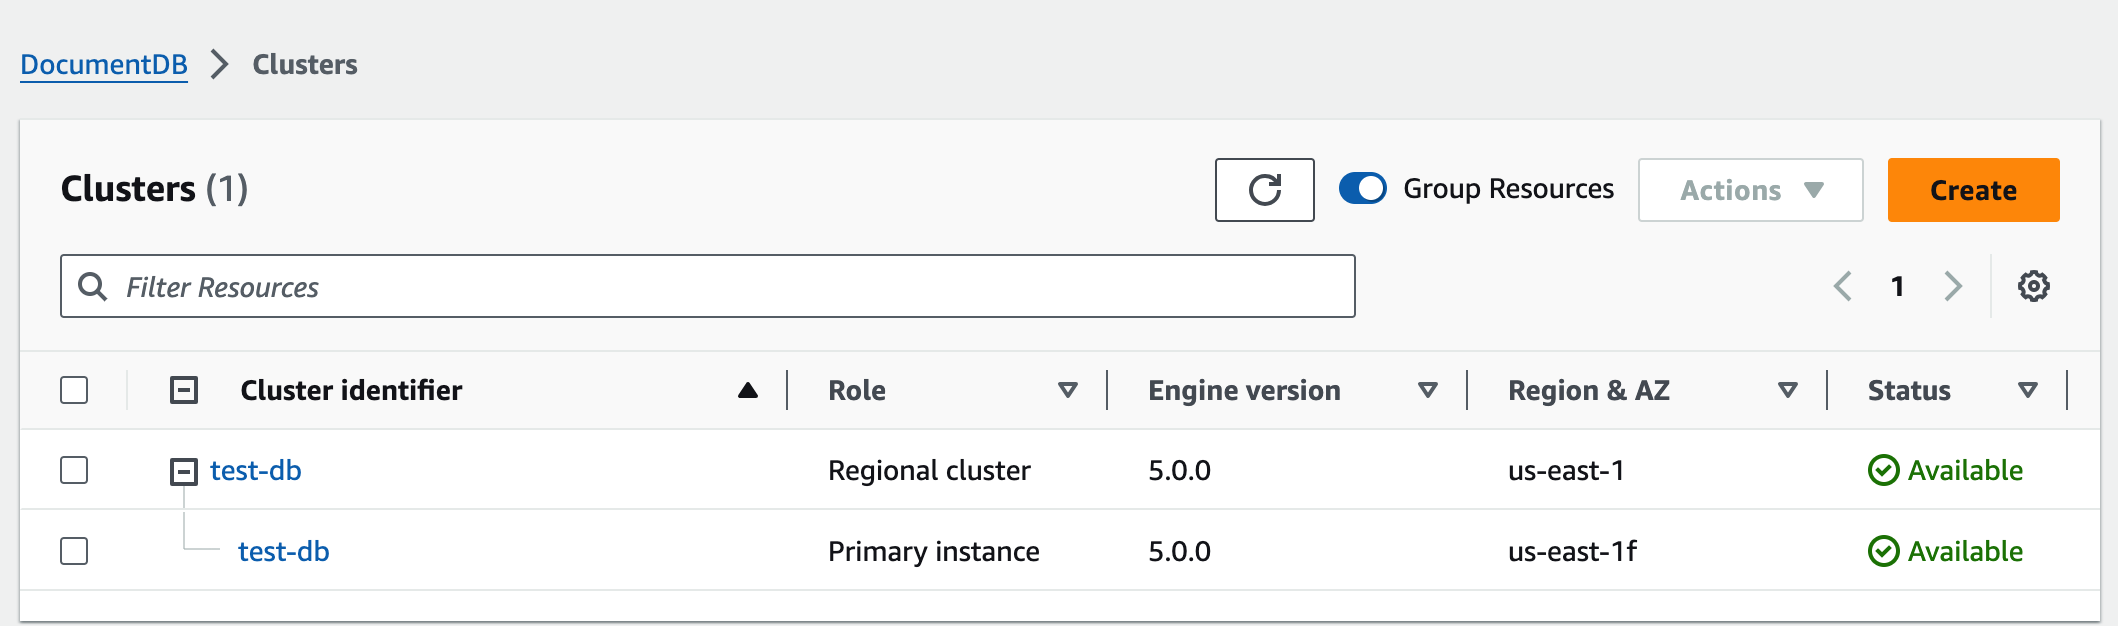 DocumentDB Clusters
Clusters (1) Group Resources Actions Create
Filter Resources 1
Cluster identifier Role Engine version Region & AZ Status
test-db Regional cluster 5.0.0 us-east-1 Available
test-db Primary instance 5.0.0 us-east-1f Available